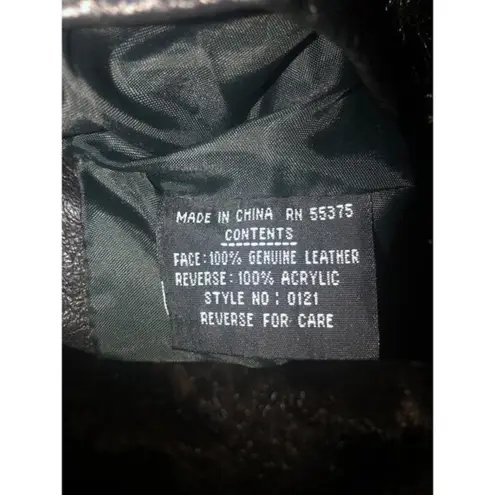 MADE IN CHINA RN 55375
CONTENTS
FACE: 100% GENUINE LEATHER
REVERSE: 100% ACRYLIC
STYLE NO: 0121
REVERSE FOR CARE